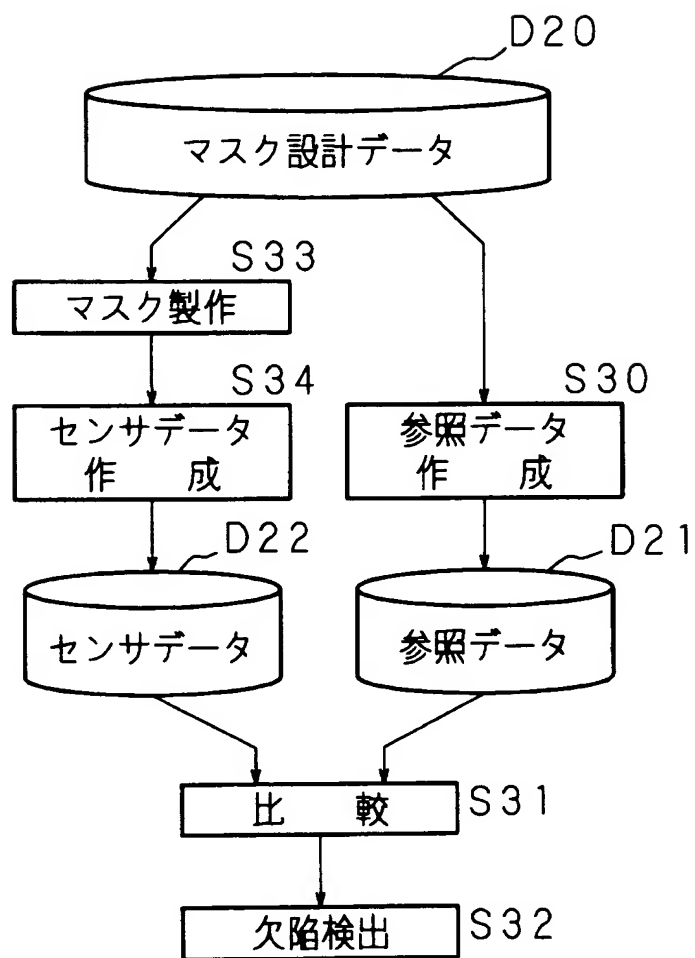 D20
マスク設計データ
S33
マスク製作
S34
センサデータ
作　成
S30
参照データ
作　成
D22
センサデータ
D21
参照データ
比　較
S31
欠陥検出
S32